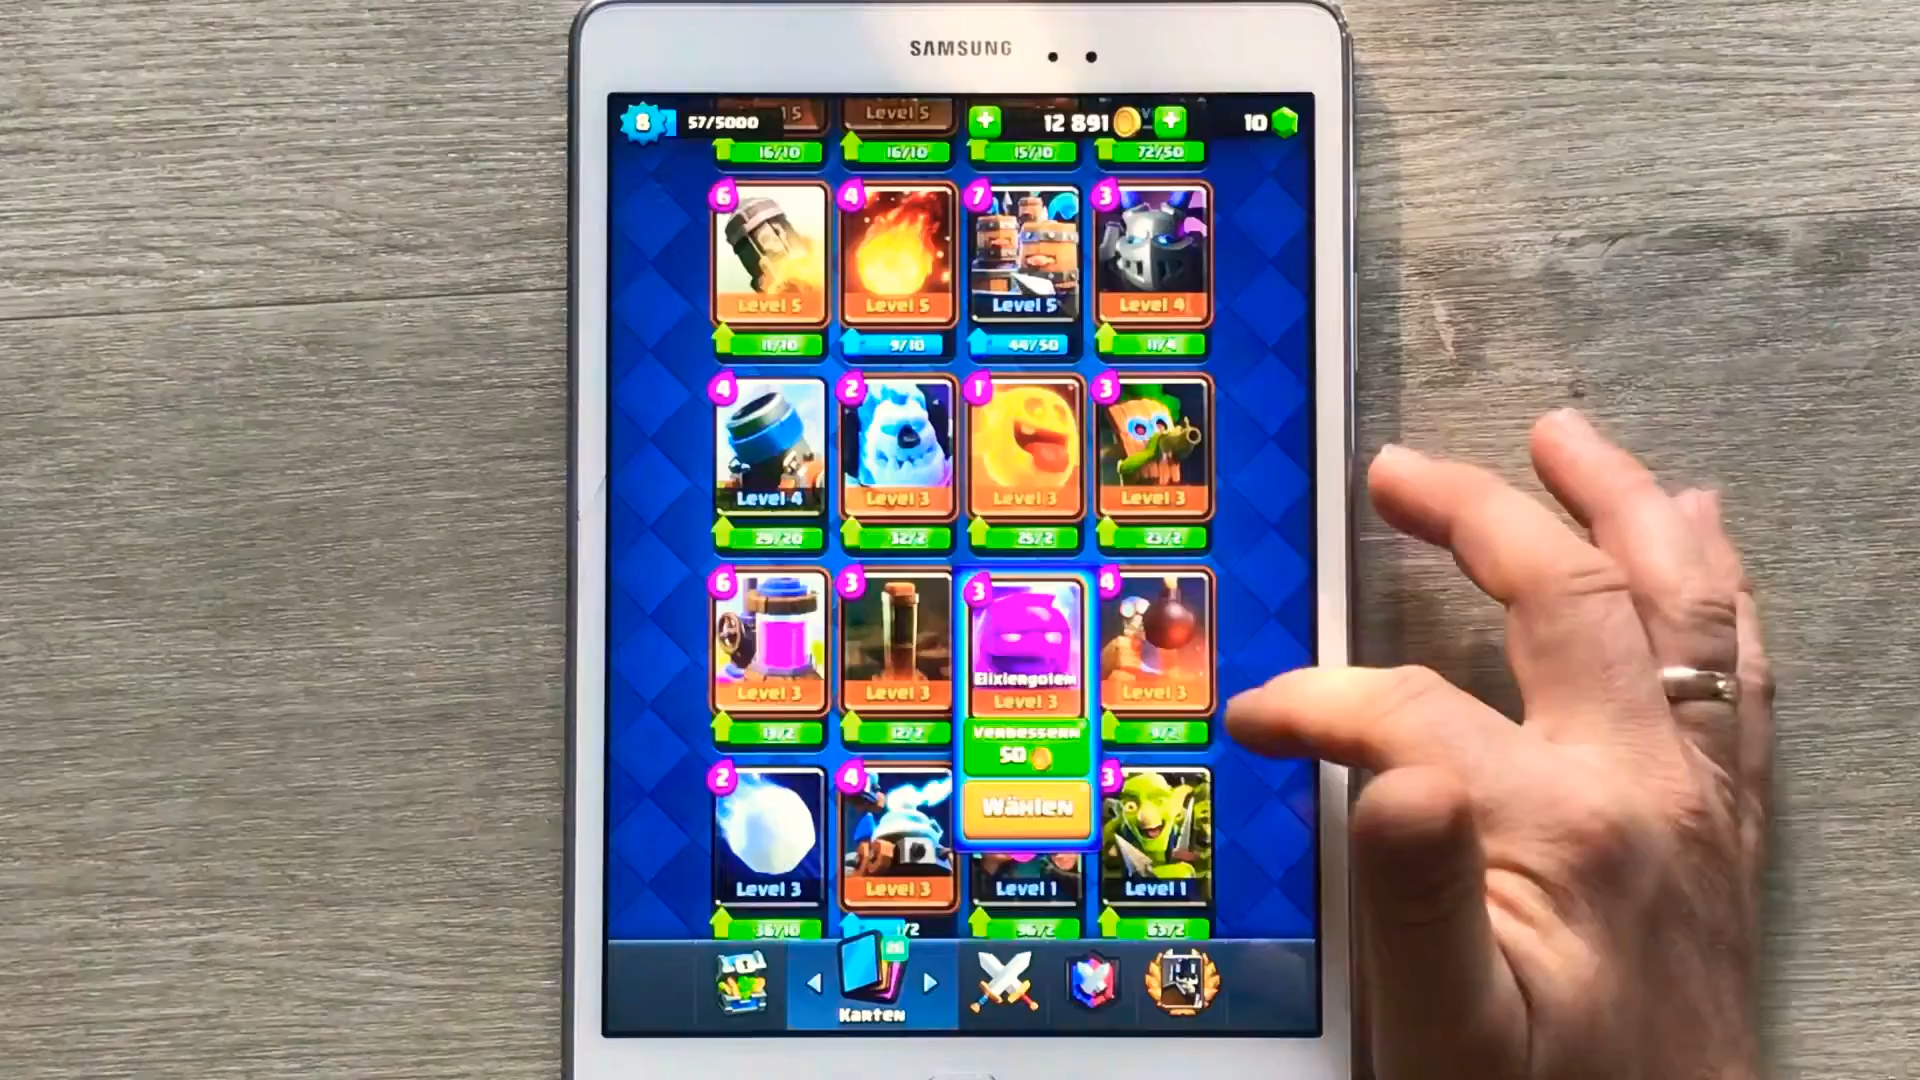 SAMSUNG
8 57/5000 Level 5 12 891 10
16/10 16/10 15/10 72/50
6 4 7 3
Level 5 Level 5 Level 5 Level 4
11/10 9/10 44/50 11/4
4 2 1 3
Level 4 Level 3 Level 3 Level 3
29/20 32/2 25/2 23/2
6 3 3 4
Elixiergolem
Level 3 Level 3 Level 3 Level 3
13/2 12/2 Verbessern 9/2
50
2 4 3
Wählen
Level 3 Level 3 Level 1 Level 1
36/10 1/2 96/2 63/2
26
Karten